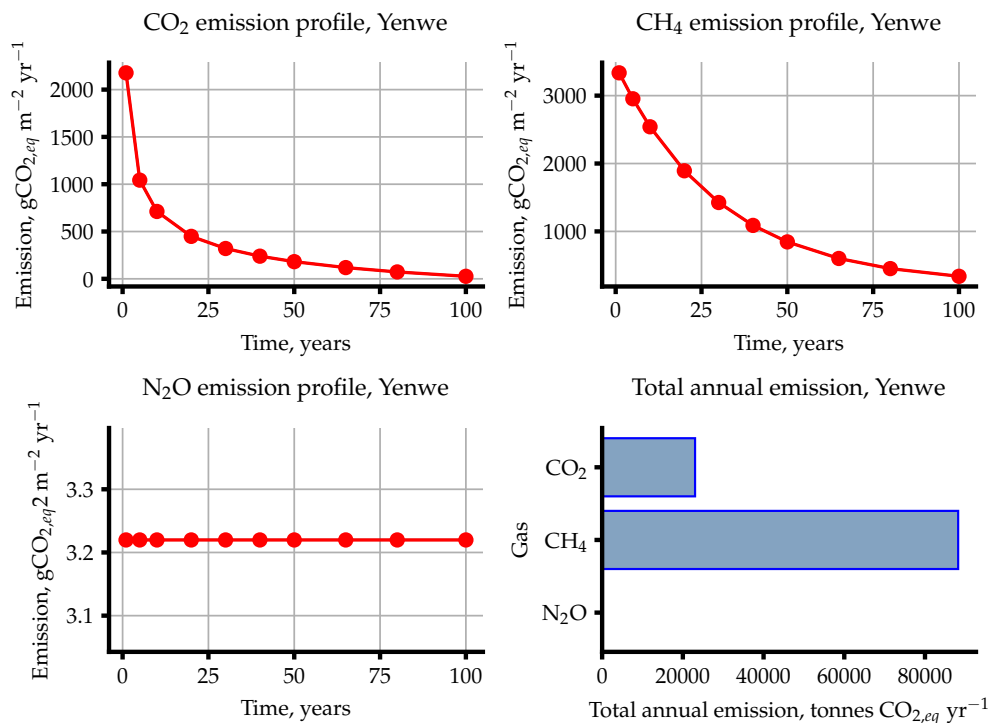 CO₂ emission profile, Yenwe
Emission, gCO₂,eq m⁻² yr⁻¹
2000
1500
1000
500
0
0 25 50 75 100
Time, years
CH₄ emission profile, Yenwe
Emission, gCO₂,eq m⁻² yr⁻¹
3000
2000
1000
0 25 50 75 100
Time, years
N₂O emission profile, Yenwe
Emission, gCO₂,eq2 m⁻² yr⁻¹
3.3
3.2
3.1
0 25 50 75 100
Time, years
Total annual emission, Yenwe
Gas
CO₂
CH₄
N₂O
0 20000 40000 60000 80000
Total annual emission, tonnes CO₂,eq yr⁻¹